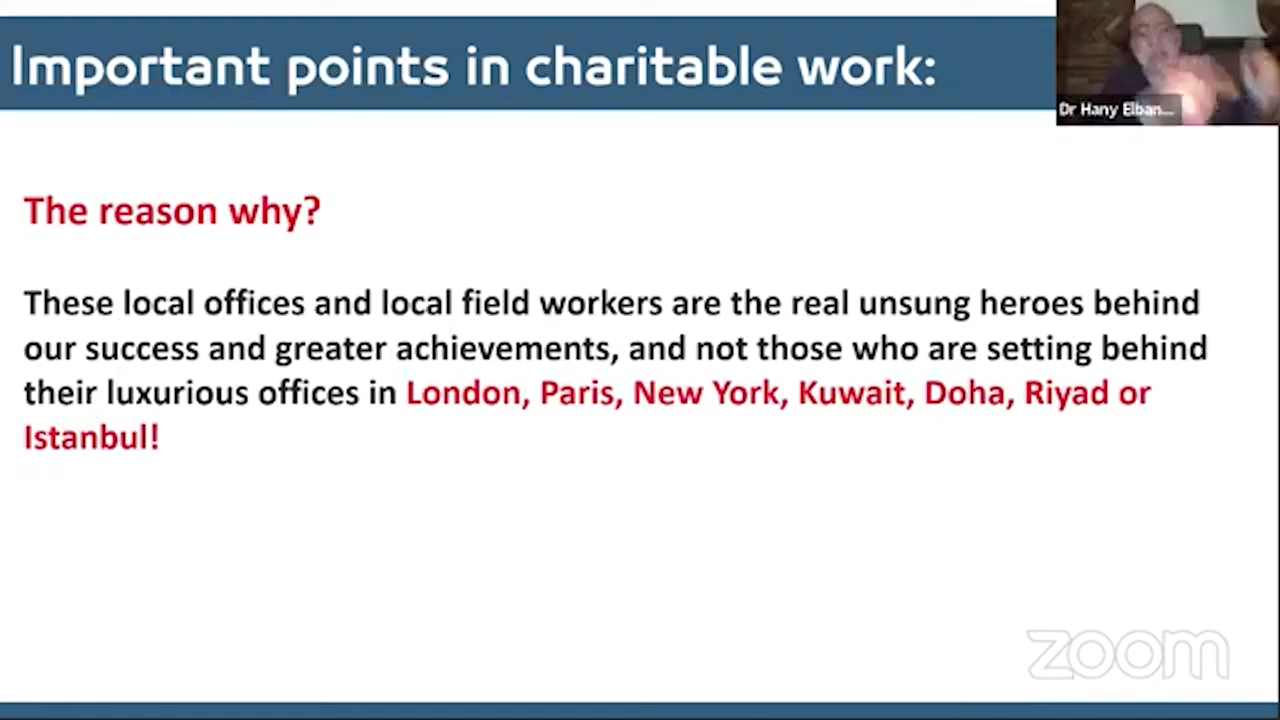 Important points in charitable work:
Dr Hany Elban...
The reason why?
These local offices and local field workers are the real unsung heroes behind
our success and greater achievements, and not those who are setting behind
their luxurious offices in London, Paris, New York, Kuwait, Doha, Riyad or
Istanbul!
zoom